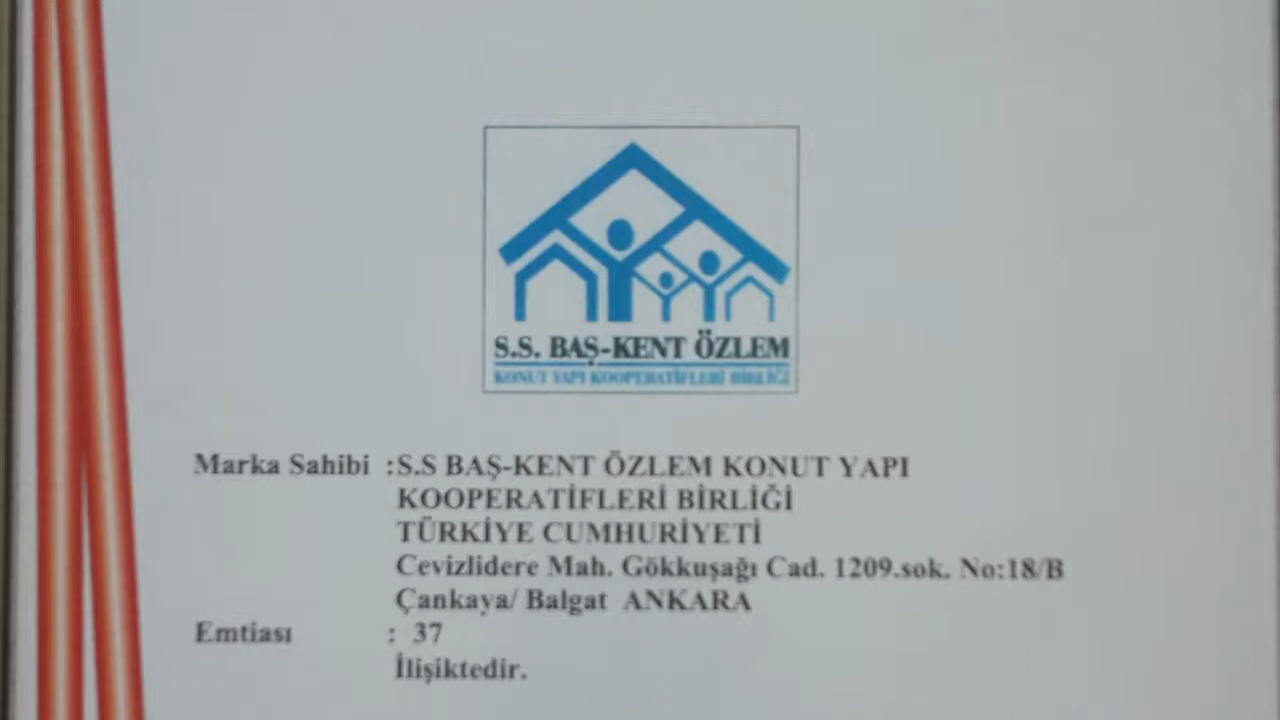 S.S. BAŞ-KENT ÖZLEM
KONUT YAPI KOOPERATİFLERİ BİRLİĞİ
Marka Sahibi :S.S BAŞ-KENT ÖZLEM KONUT YAPI
KOOPERATİFLERİ BİRLİĞİ
TÜRKİYE CUMHURİYETİ
Cevizlidere Mah. Gökkuşağı Cad. 1209.sok. No:18/B
Çankaya/ Balgat ANKARA
Emtiası : 37
İlişiktedir.